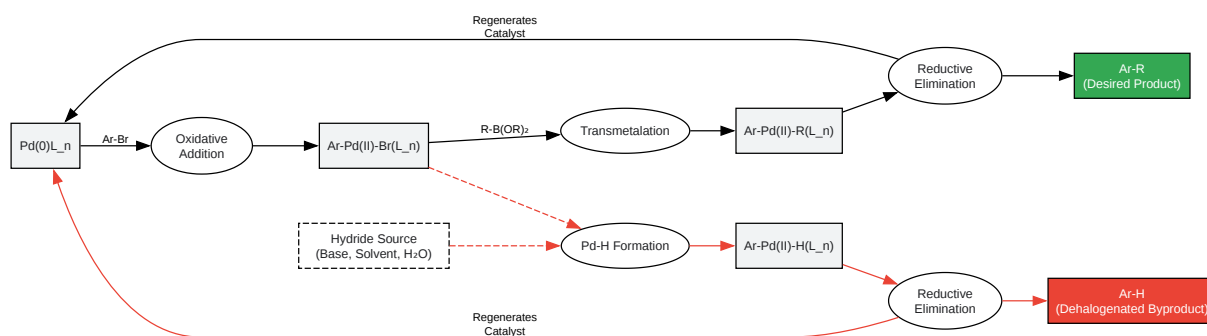 Regenerates
Catalyst
Reductive
Elimination
Ar-R
(Desired Product)
Pd(0)L_n
Ar-Br
Oxidative
Addition
Ar-Pd(II)-Br(L_n)
R-B(OR)₂
Transmetalation
Ar-Pd(II)-R(L_n)
Hydride Source
(Base, Solvent, H₂O)
Pd-H Formation
Ar-Pd(II)-H(L_n)
Reductive
Elimination
Ar-H
(Dehalogenated Byproduct)
Regenerates
Catalyst